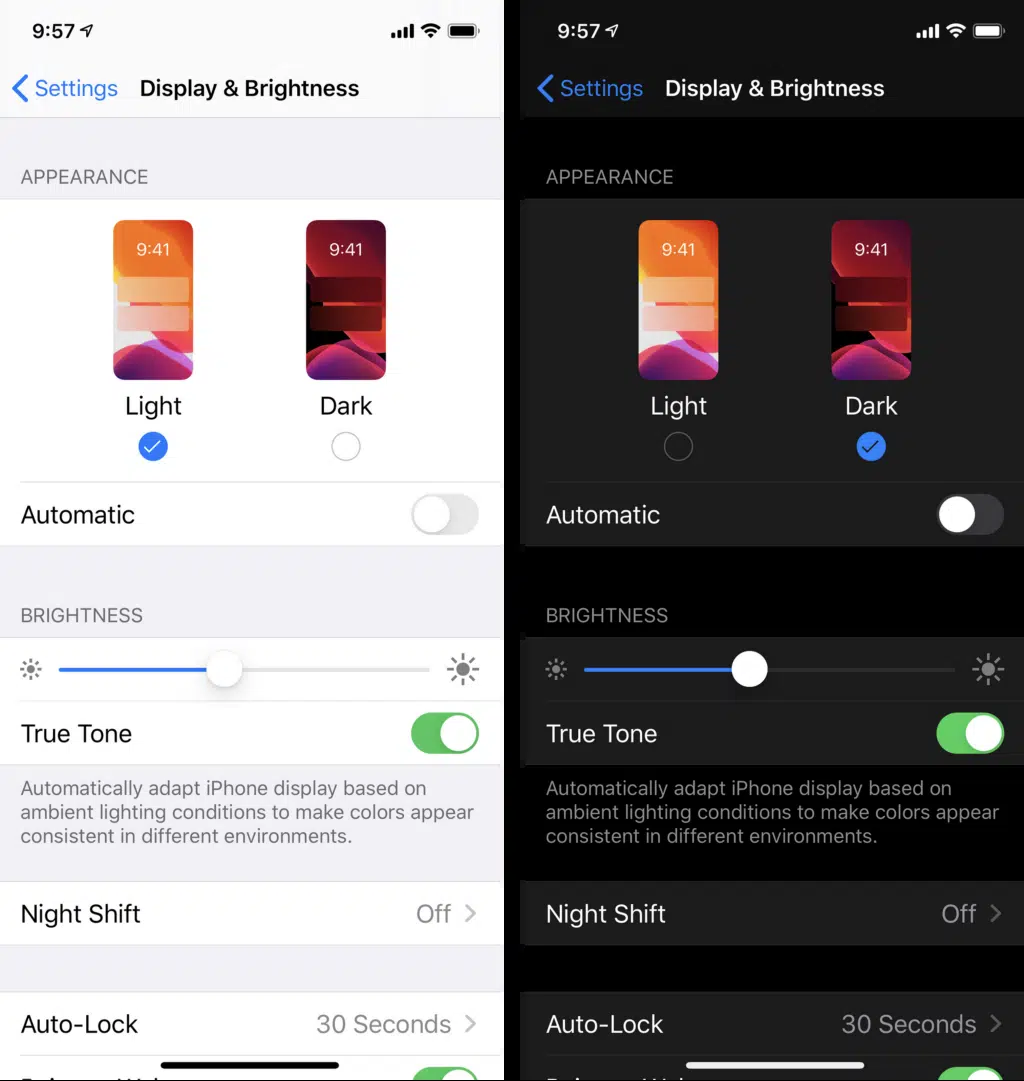 9:57
Settings Display & Brightness
APPEARANCE
9:41 9:41
Light Dark
Automatic
BRIGHTNESS
True Tone
Automatically adapt iPhone display based on
ambient lighting conditions to make colors appear
consistent in different environments.
Night Shift Off
Auto-Lock 30 Seconds
9:57
Settings Display & Brightness
APPEARANCE
9:41 9:41
Light Dark
Automatic
BRIGHTNESS
True Tone
Automatically adapt iPhone display based on
ambient lighting conditions to make colors appear
consistent in different environments.
Night Shift Off
Auto-Lock 30 Seconds